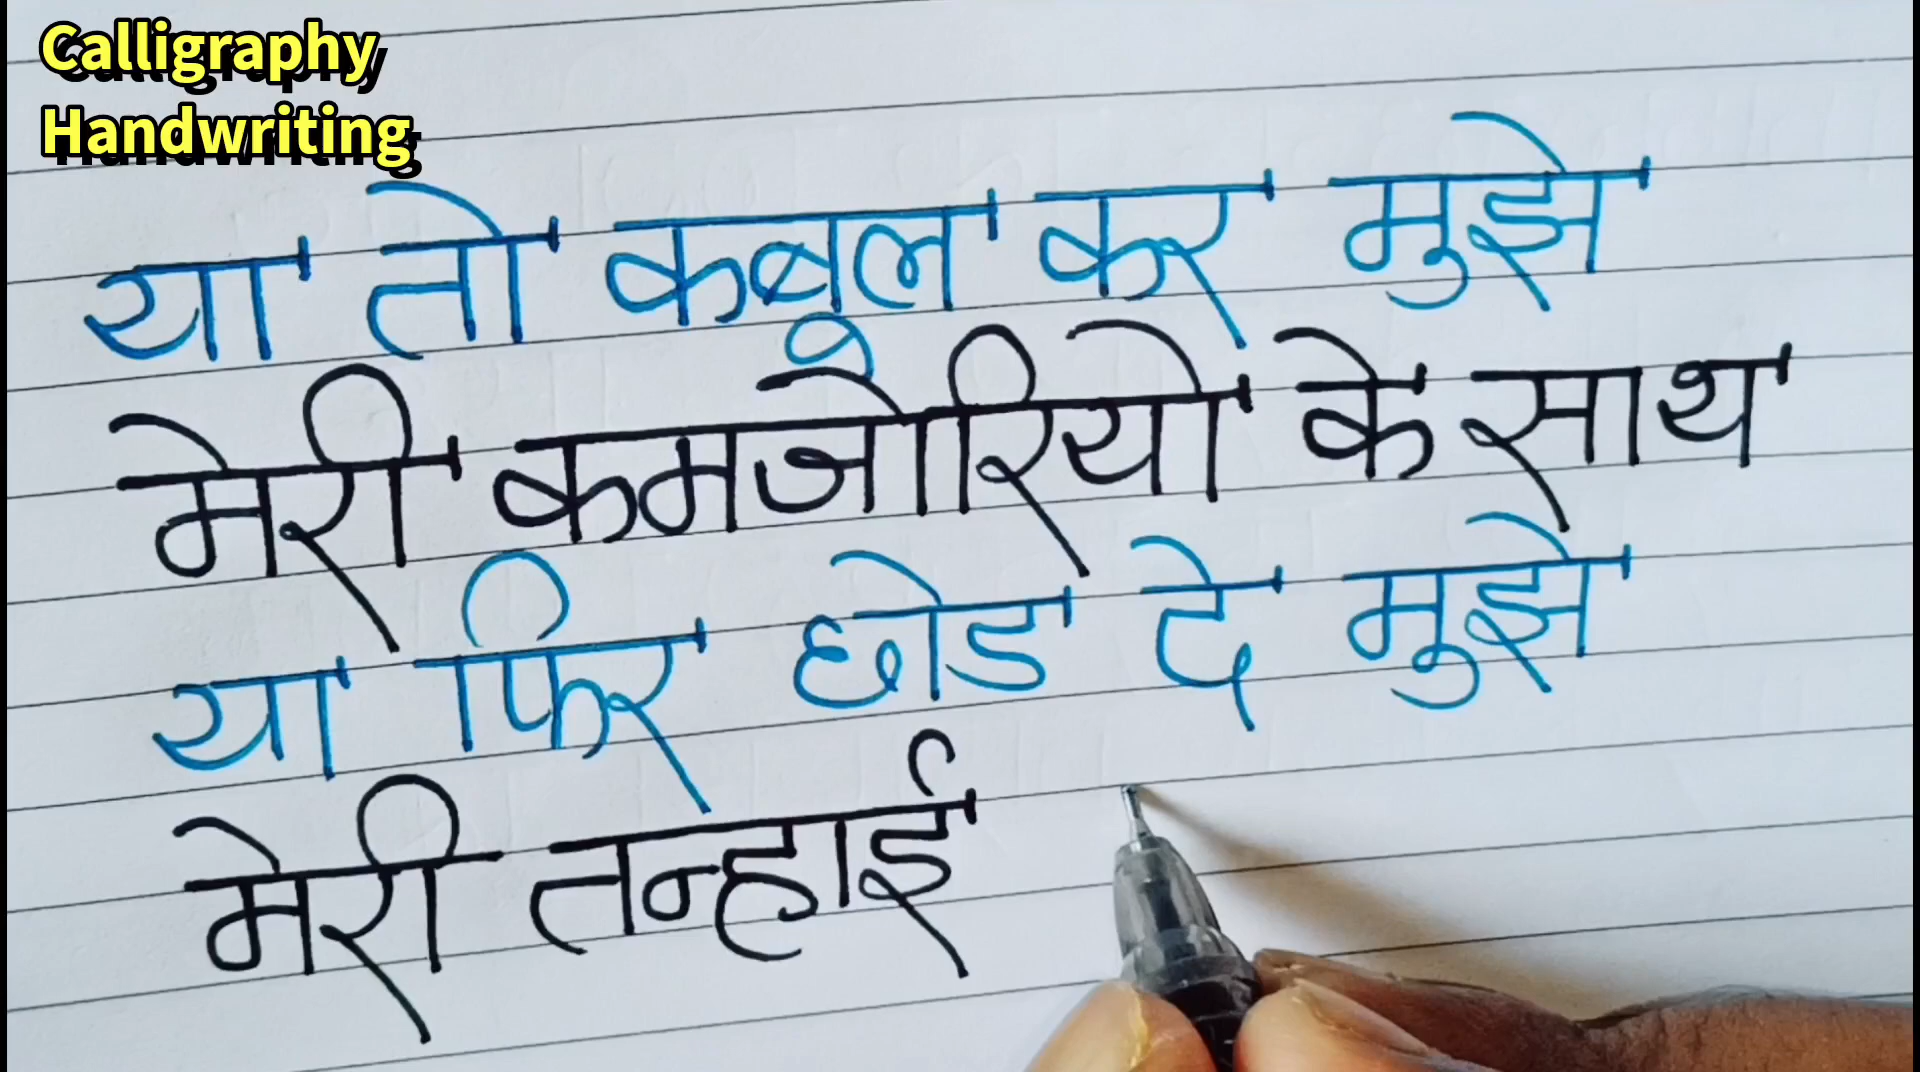 Calligraphy
Handwriting
या तो कबूल कर मुझे
मेरी कमजोरियो के साथ
या फिर छोड दे मुझे
मेरी तन्हाई